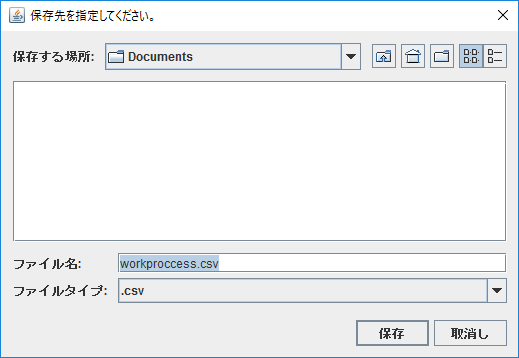 保存先を指定してください。
保存する場所: Documents
ファイル名: workproccess.csv
ファイルタイプ: .csv
保存 取消し